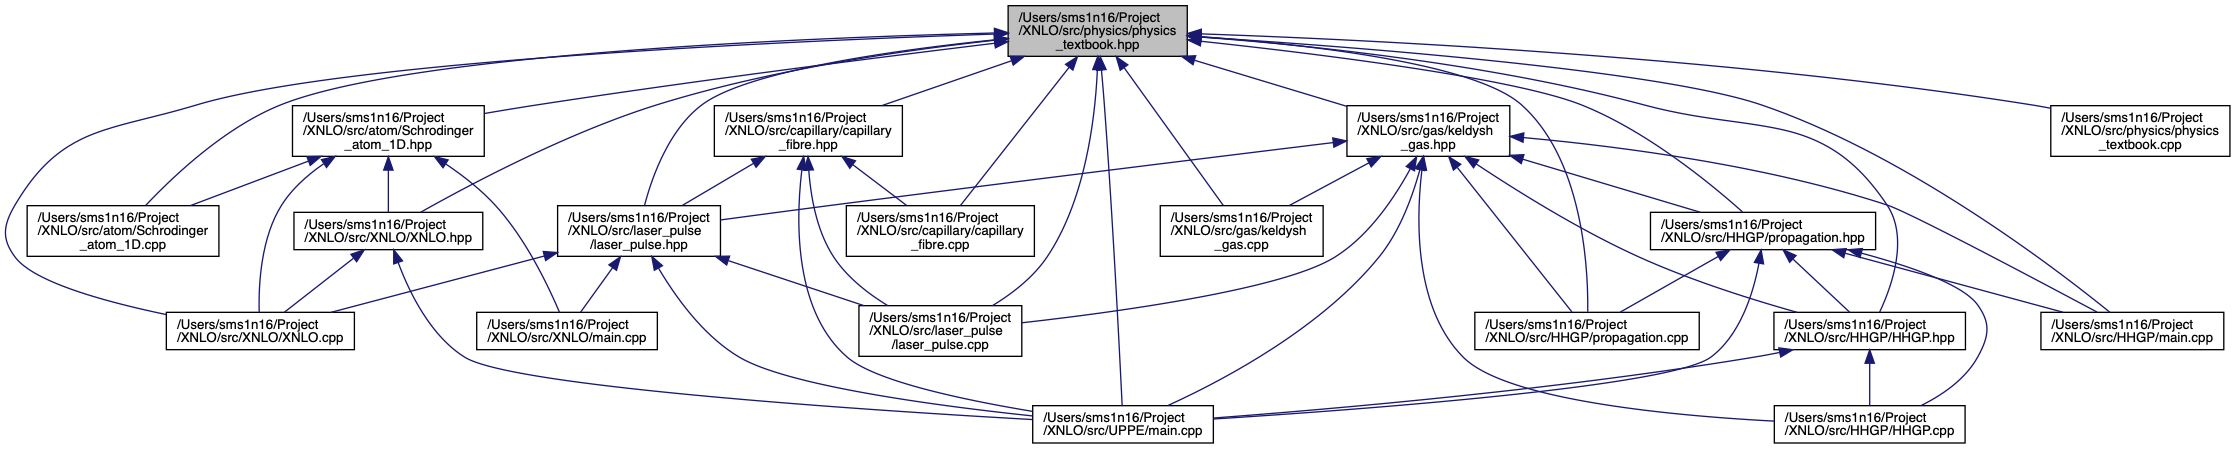 /Users/sms1n16/Project
/XNLO/src/physics/physics
_textbook.hpp
/Users/sms1n16/Project
/XNLO/src/atom/Schrodinger
_atom_1D.hpp
/Users/sms1n16/Project
/XNLO/src/capillary/capillary
_fibre.hpp
/Users/sms1n16/Project
/XNLO/src/gas/keldysh
_gas.hpp
/Users/sms1n16/Project
/XNLO/src/physics/physics
_textbook.cpp
/Users/sms1n16/Project
/XNLO/src/atom/Schrodinger
_atom_1D.cpp
/Users/sms1n16/Project
/XNLO/src/XNLO/XNLO.hpp
/Users/sms1n16/Project
/XNLO/src/laser_pulse
/laser_pulse.hpp
/Users/sms1n16/Project
/XNLO/src/capillary/capillary
_fibre.cpp
/Users/sms1n16/Project
/XNLO/src/gas/keldysh
_gas.cpp
/Users/sms1n16/Project
/XNLO/src/HHGP/propagation.hpp
/Users/sms1n16/Project
/XNLO/src/XNLO/XNLO.cpp
/Users/sms1n16/Project
/XNLO/src/XNLO/main.cpp
/Users/sms1n16/Project
/XNLO/src/laser_pulse
/laser_pulse.cpp
/Users/sms1n16/Project
/XNLO/src/HHGP/propagation.cpp
/Users/sms1n16/Project
/XNLO/src/HHGP/HHGP.hpp
/Users/sms1n16/Project
/XNLO/src/HHGP/main.cpp
/Users/sms1n16/Project
/XNLO/src/UPPE/main.cpp
/Users/sms1n16/Project
/XNLO/src/HHGP/HHGP.cpp